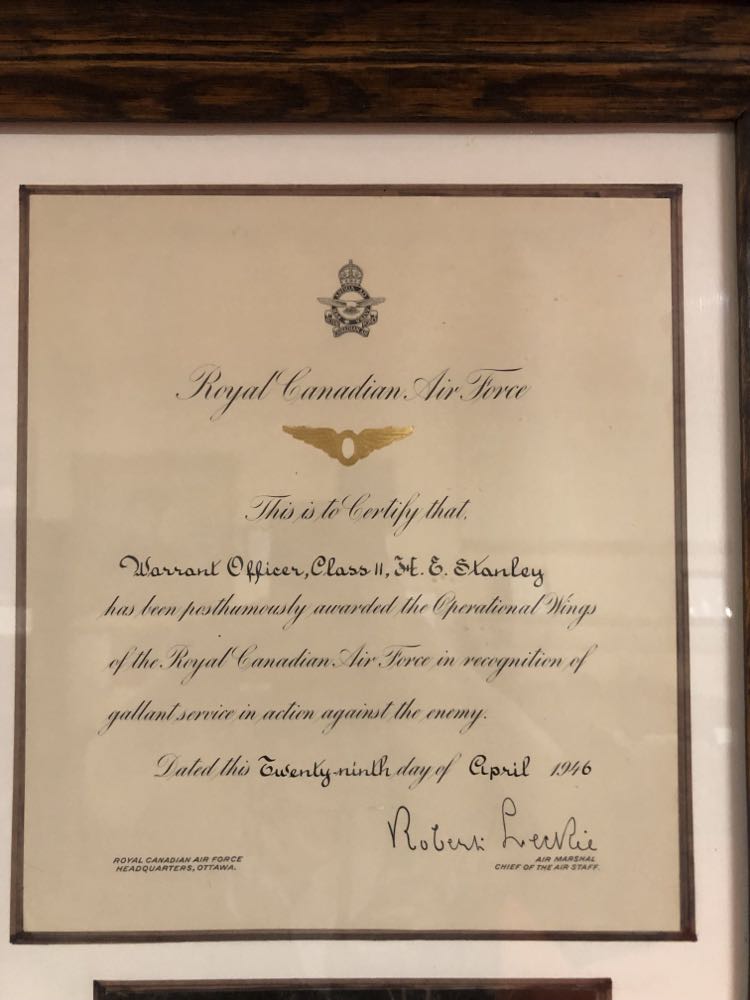 Royal Canadian Air Force
This is to Certify that,
Warrant Officer, Class II, H. E. Stanley
has been posthumously awarded the Operational Wings
of the Royal Canadian Air Force in recognition of
gallant service in action against the enemy.
Dated this Twenty-ninth day of April 1946
Robert Leckie
ROYAL CANADIAN AIR FORCE
HEADQUARTERS, OTTAWA.
AIR MARSHAL
CHIEF OF THE AIR STAFF.